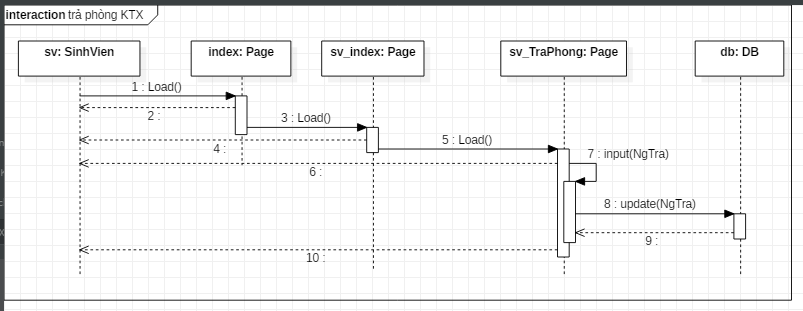 interaction trả phòng KTX
sv: SinhVien
index: Page
sv_index: Page
sv_TraPhong: Page
db: DB
1 : Load()
2 :
3 : Load()
4 :
5 : Load()
6 :
7 : input(NgTra)
8 : update(NgTra)
9 :
10 :